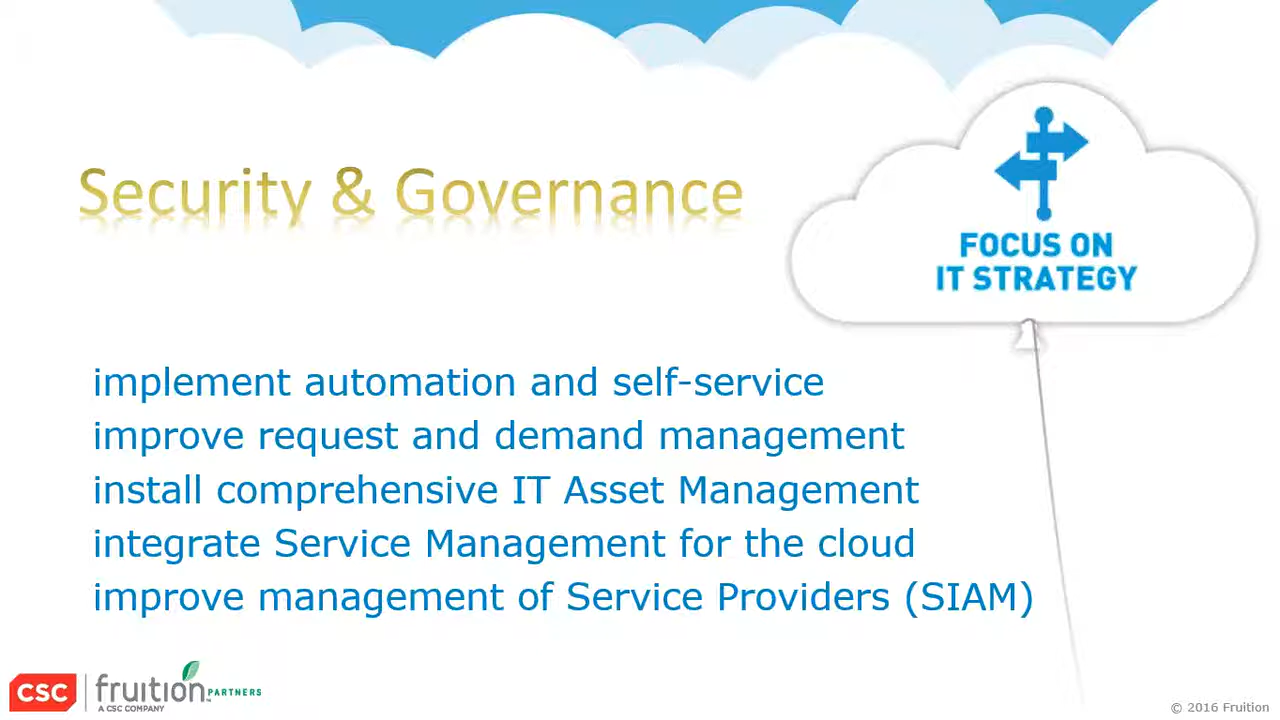 Security & Governance
FOCUS ON
IT STRATEGY
implement automation and self-service
improve request and demand management
install comprehensive IT Asset Management
integrate Service Management for the cloud
improve management of Service Providers (SIAM)
CSC
fruition PARTNERS
A CSC COMPANY
© 2016 Fruition